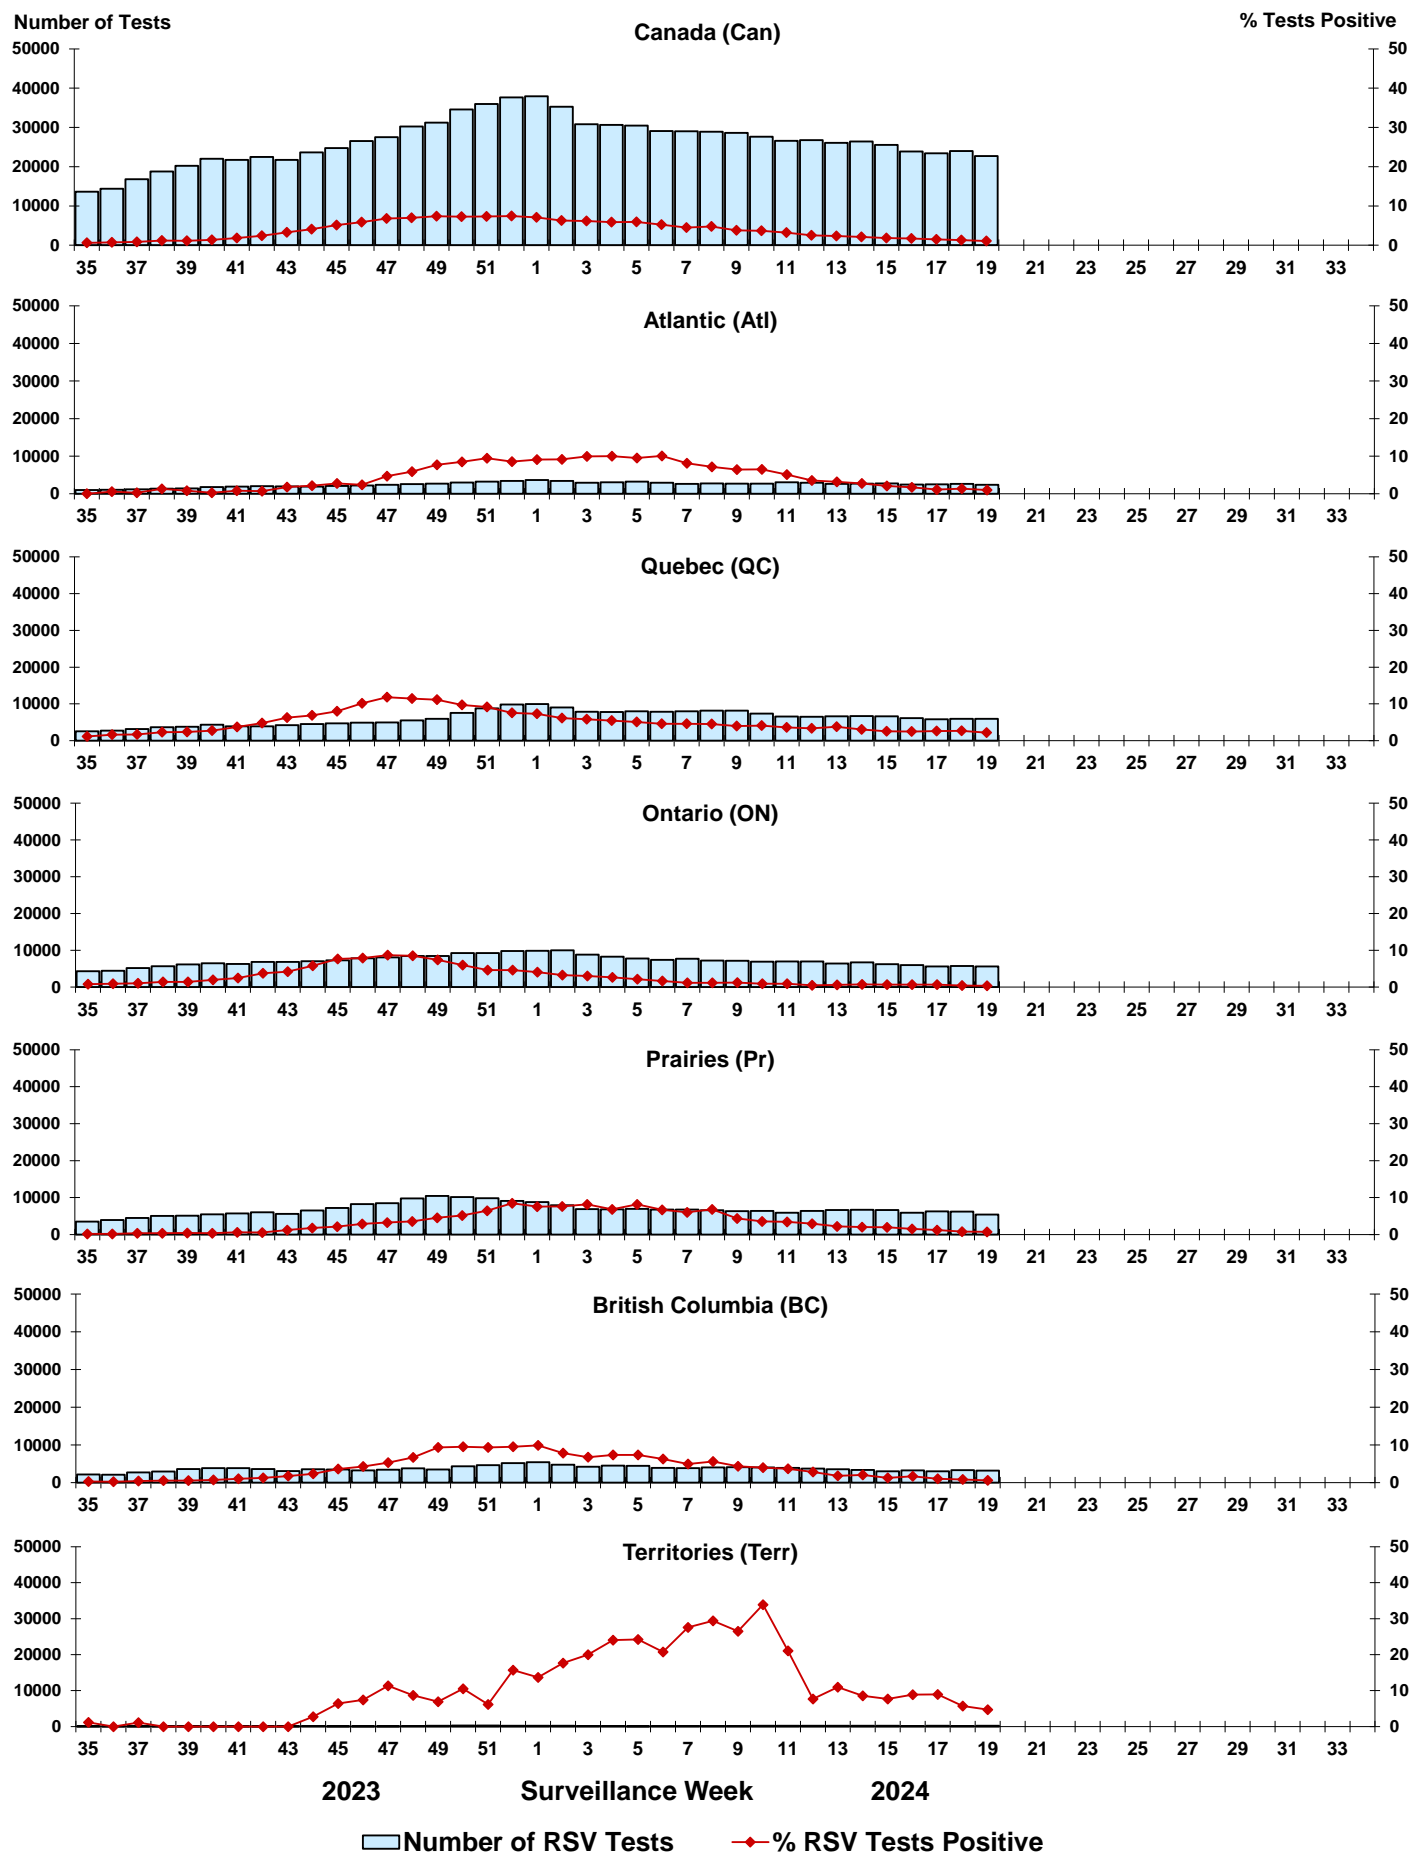 Number of Tests
% Tests Positive
Canada (Can)
50000 50
40000 40
30000 30
20000 20
10000 10
0 0
35 37 39 41 43 45 47 49 51 1 3 5 7 9 11 13 15 17 19 21 23 25 27 29 31 33
Atlantic (Atl)
50000 50
40000 40
30000 30
20000 20
10000 10
0 0
35 37 39 41 43 45 47 49 51 1 3 5 7 9 11 13 15 17 19 21 23 25 27 29 31 33
Quebec (QC)
50000 50
40000 40
30000 30
20000 20
10000 10
0 0
35 37 39 41 43 45 47 49 51 1 3 5 7 9 11 13 15 17 19 21 23 25 27 29 31 33
Ontario (ON)
50000 50
40000 40
30000 30
20000 20
10000 10
0 0
35 37 39 41 43 45 47 49 51 1 3 5 7 9 11 13 15 17 19 21 23 25 27 29 31 33
Prairies (Pr)
50000 50
40000 40
30000 30
20000 20
10000 10
0 0
35 37 39 41 43 45 47 49 51 1 3 5 7 9 11 13 15 17 19 21 23 25 27 29 31 33
British Columbia (BC)
50000 50
40000 40
30000 30
20000 20
10000 10
0 0
35 37 39 41 43 45 47 49 51 1 3 5 7 9 11 13 15 17 19 21 23 25 27 29 31 33
Territories (Terr)
50000 50
40000 40
30000 30
20000 20
10000 10
0 0
35 37 39 41 43 45 47 49 51 1 3 5 7 9 11 13 15 17 19 21 23 25 27 29 31 33
2023 Surveillance Week 2024
Number of RSV Tests % RSV Tests Positive